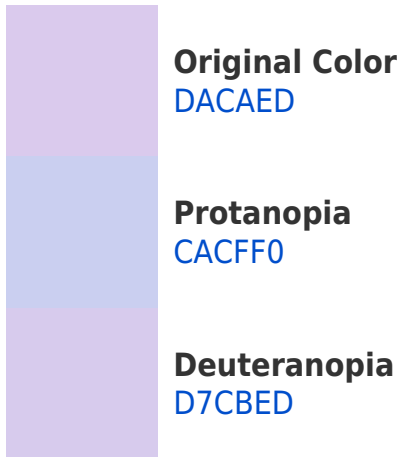 Original Color
DACAED
Protanopia
CACFF0
Deuteranopia
D7CBED